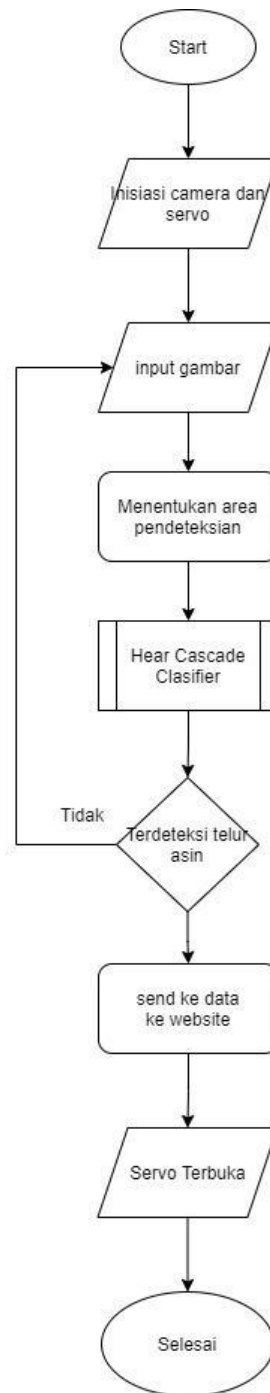 Start
Inisiasi camera dan
servo
input gambar
Menentukan area
pendeteksian
Hear Cascade
Clasifier
Tidak
Terdeteksi telur
asin
send ke data
ke website
Servo Terbuka
Selesai